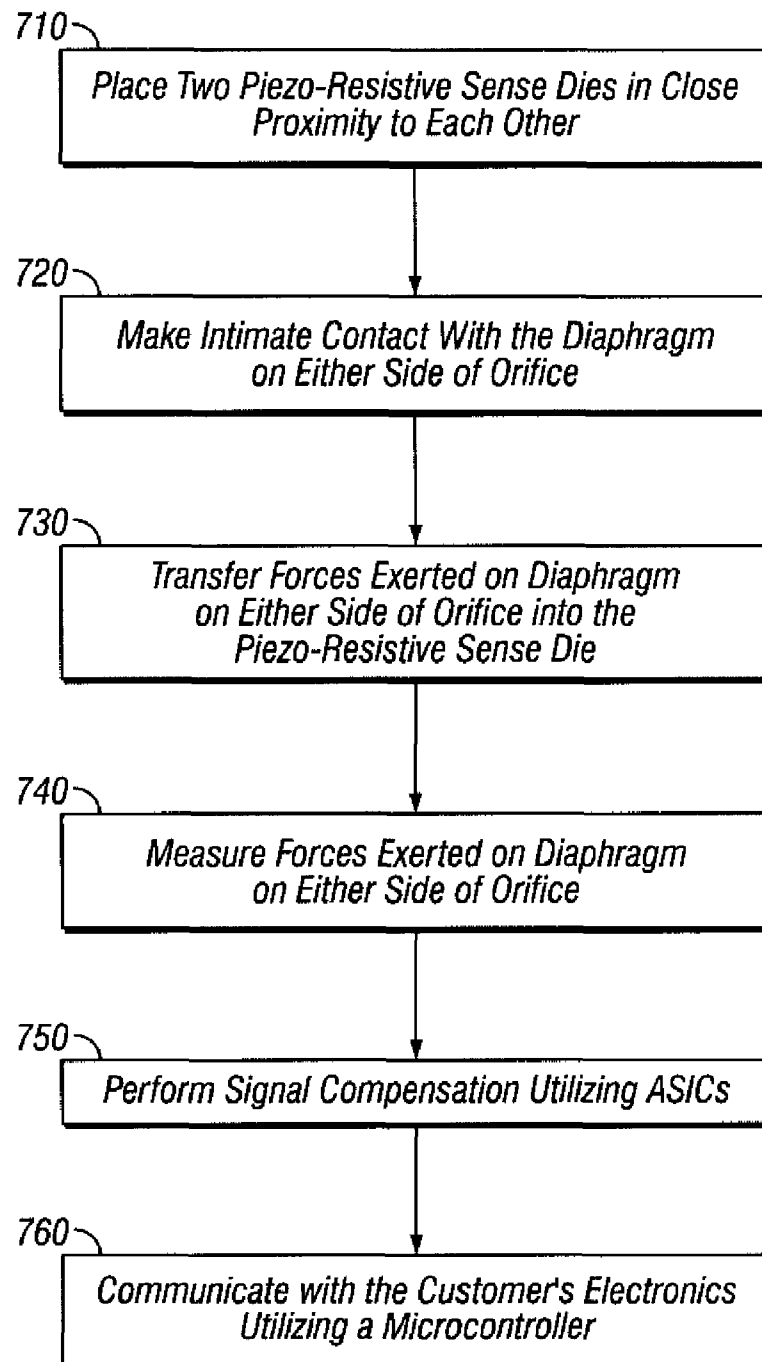 710
Place Two Piezo-Resistive Sense Dies in Close
Proximity to Each Other
720
Make Intimate Contact With the Diaphragm
on Either Side of Orifice
730
Transfer Forces Exerted on Diaphragm
on Either Side of Orifice into the
Piezo-Resistive Sense Die
740
Measure Forces Exerted on Diaphragm
on Either Side of Orifice
750
Perform Signal Compensation Utilizing ASICs
760
Communicate with the Customer's Electronics
Utilizing a Microcontroller